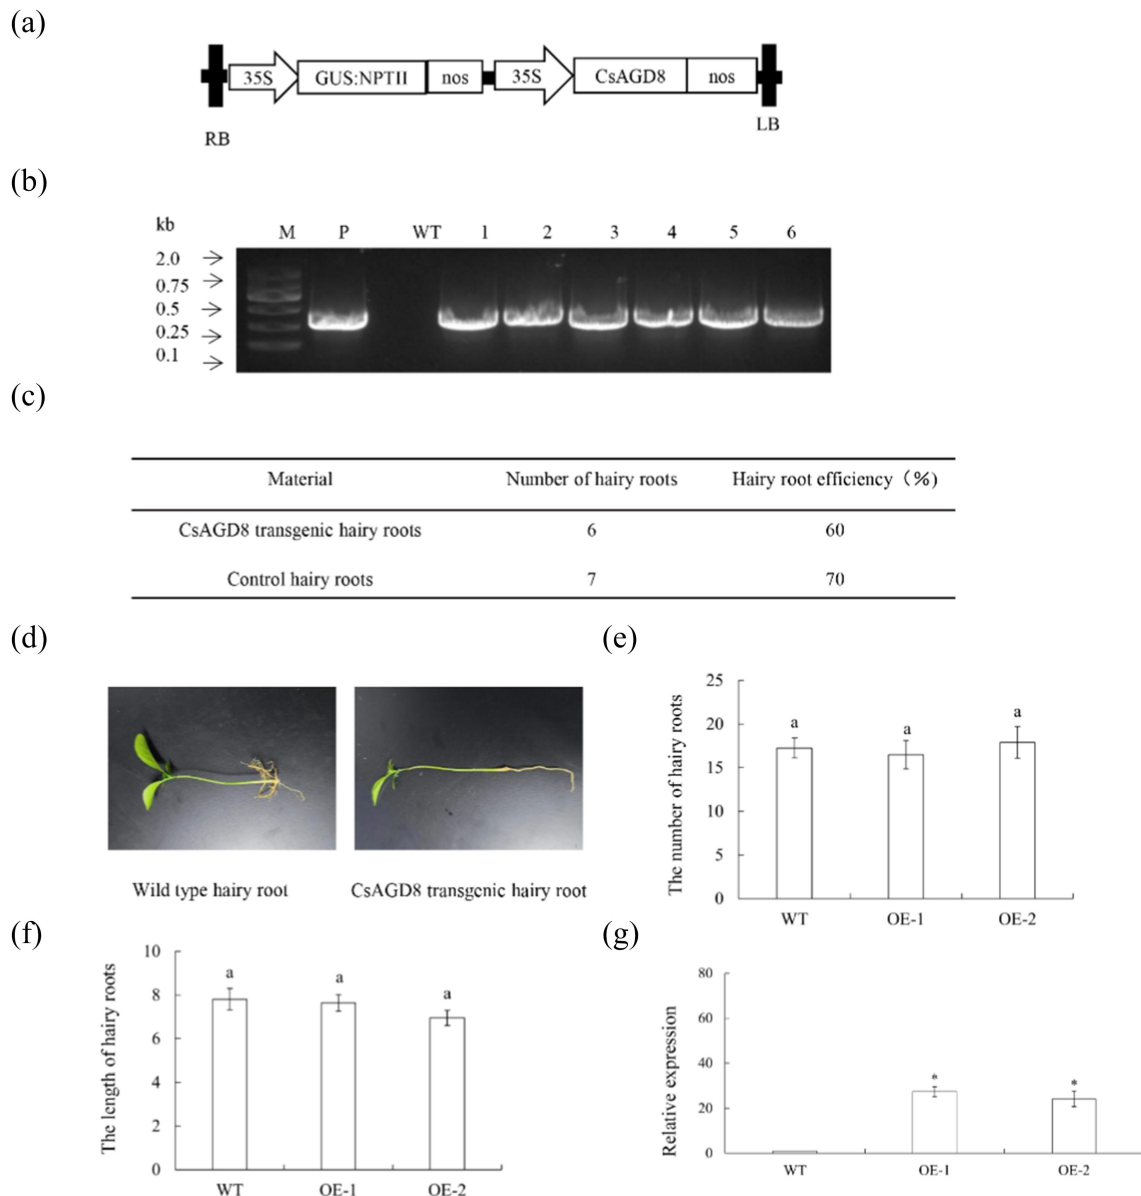 (a)
35S GUS:NPTII nos 35S CsAGD8 nos
RB LB
(b)
kb M P WT 1 2 3 4 5 6
2.0
0.75
0.5
0.25
0.1
(c)
Material Number of hairy roots Hairy root efficiency（%）
CsAGD8 transgenic hairy roots 6 60
Control hairy roots 7 70
(d)
Wild type hairy root CsAGD8 transgenic hairy root
(e)
The number of hairy roots
25
20
15
10
5
0
a a a
WT OE-1 OE-2
(f)
The length of hairy roots
10
8
6
4
2
0
a a a
WT OE-1 OE-2
(g)
Relative expression
80
60
40
20
0
* *
WT OE-1 OE-2